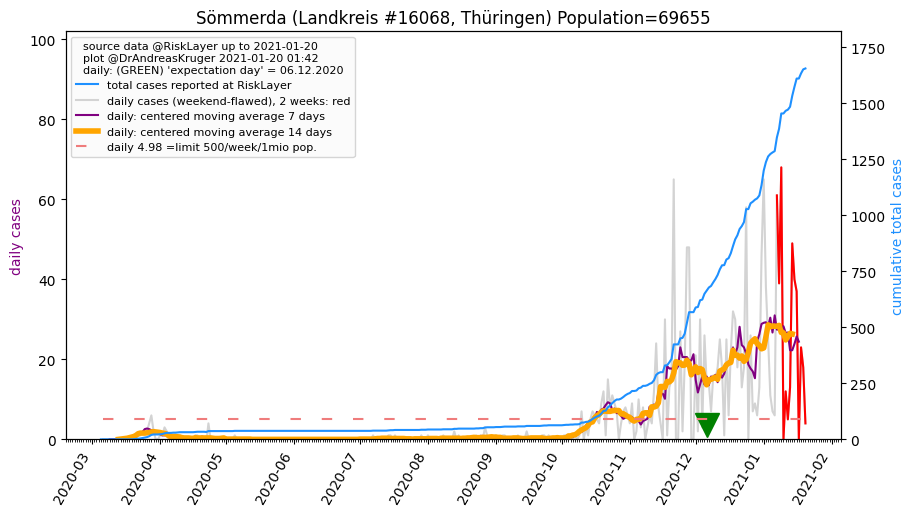 Sömmerda (Landkreis #16068, Thüringen) Population=69655
source data @RiskLayer up to 2021-01-20
plot @DrAndreasKruger 2021-01-20 01:42
daily: (GREEN) 'expectation day' = 06.12.2020
total cases reported at RiskLayer
daily cases (weekend-flawed), 2 weeks: red
daily: centered moving average 7 days
daily: centered moving average 14 days
daily 4.98 =limit 500/week/1mio pop.
daily cases
100
80
60
40
20
0
cumulative total cases
1750
1500
1250
1000
750
500
250
0
2020-03
2020-04
2020-05
2020-06
2020-07
2020-08
2020-09
2020-10
2020-11
2020-12
2021-01
2021-02